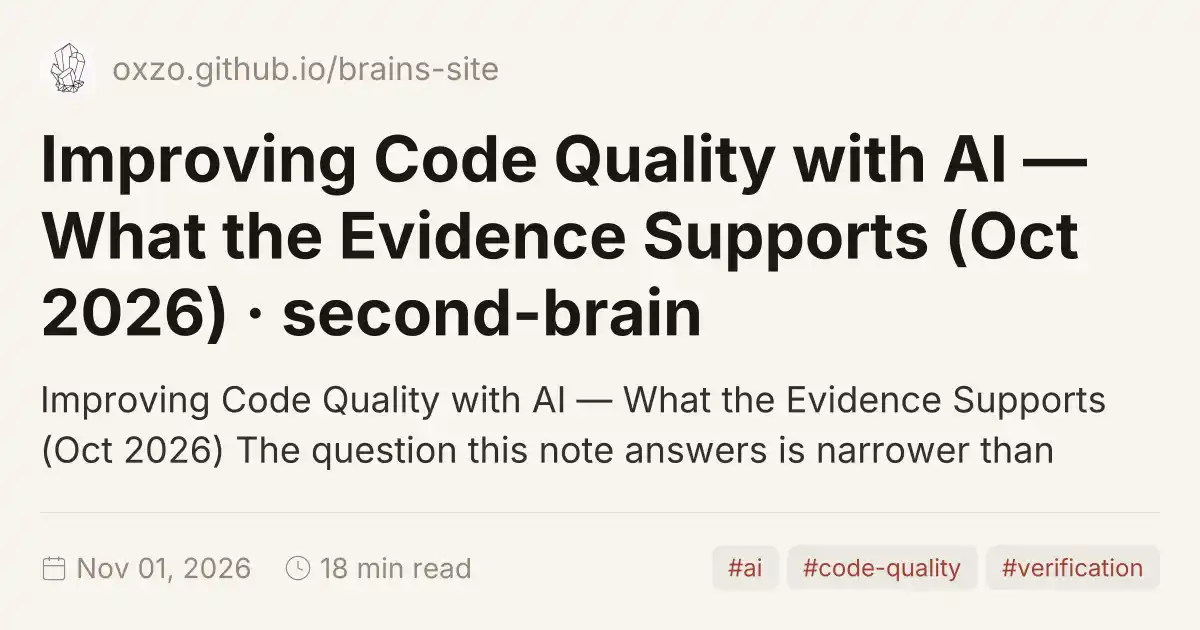 oxzo.github.io/brains-site
Improving Code Quality with AI —
What the Evidence Supports (Oct
2026) · second-brain
Improving Code Quality with AI — What the Evidence Supports
(Oct 2026) The question this note answers is narrower than
Nov 01, 2026 18 min read #ai #code-quality #verification